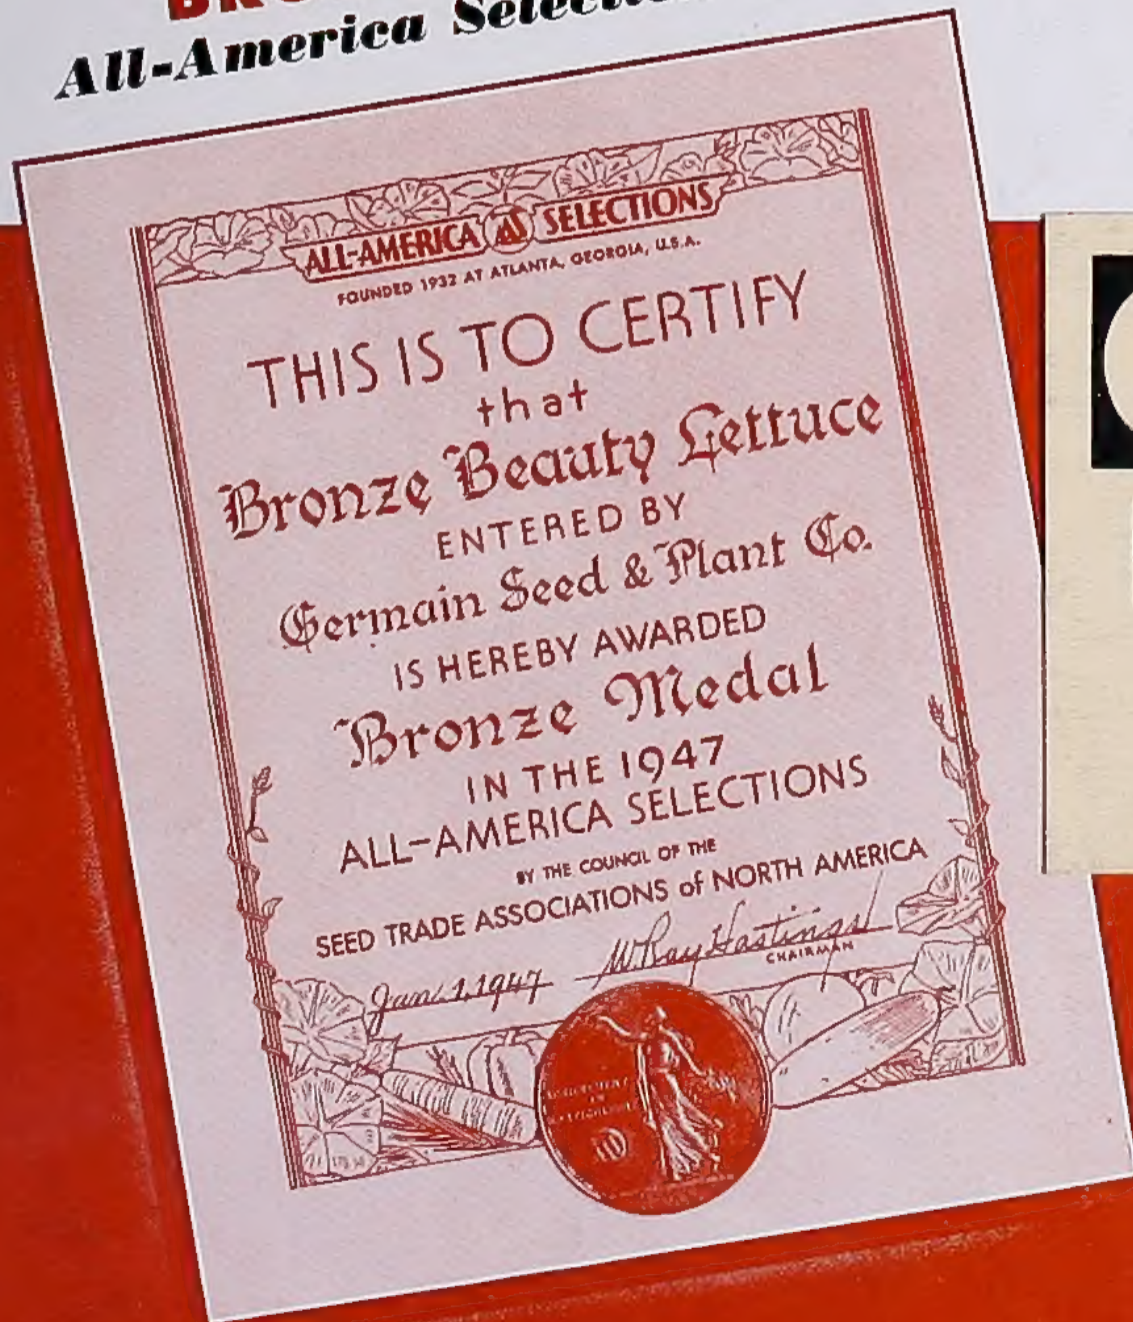 All-America
ALL-AMERICA SELECTIONS
FOUNDED 1932 AT ATLANTA, GEORGIA, U.S.A.
THIS IS TO CERTIFY
that
Bronze Beauty Lettuce
ENTERED BY
Germain Seed & Plant Co.
IS HEREBY AWARDED
Bronze Medal
IN THE 1947
ALL-AMERICA SELECTIONS
BY THE COUNCIL OF THE
SEED TRADE ASSOCIATIONS of NORTH AMERICA
Jan. 1, 1947 W Ray Hastings
CHAIRMAN